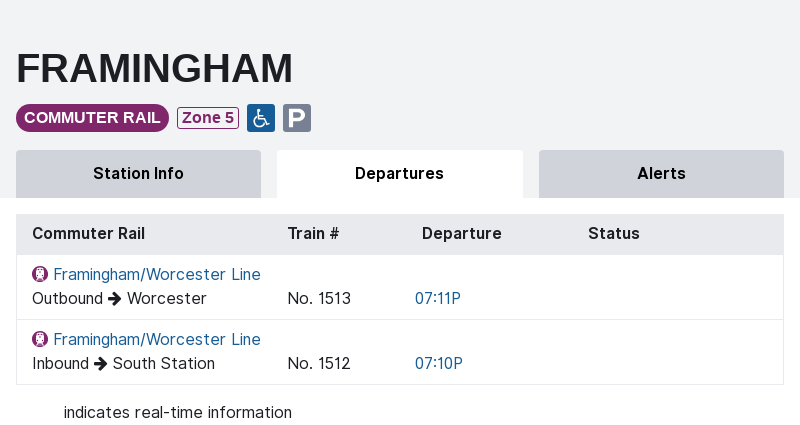 FRAMINGHAM
COMMUTER RAIL Zone 5 P
Station Info Departures Alerts
Commuter Rail Train # Departure Status
Framingham/Worcester Line
Outbound → Worcester No. 1513 07:11P
Framingham/Worcester Line
Inbound → South Station No. 1512 07:10P
indicates real-time information